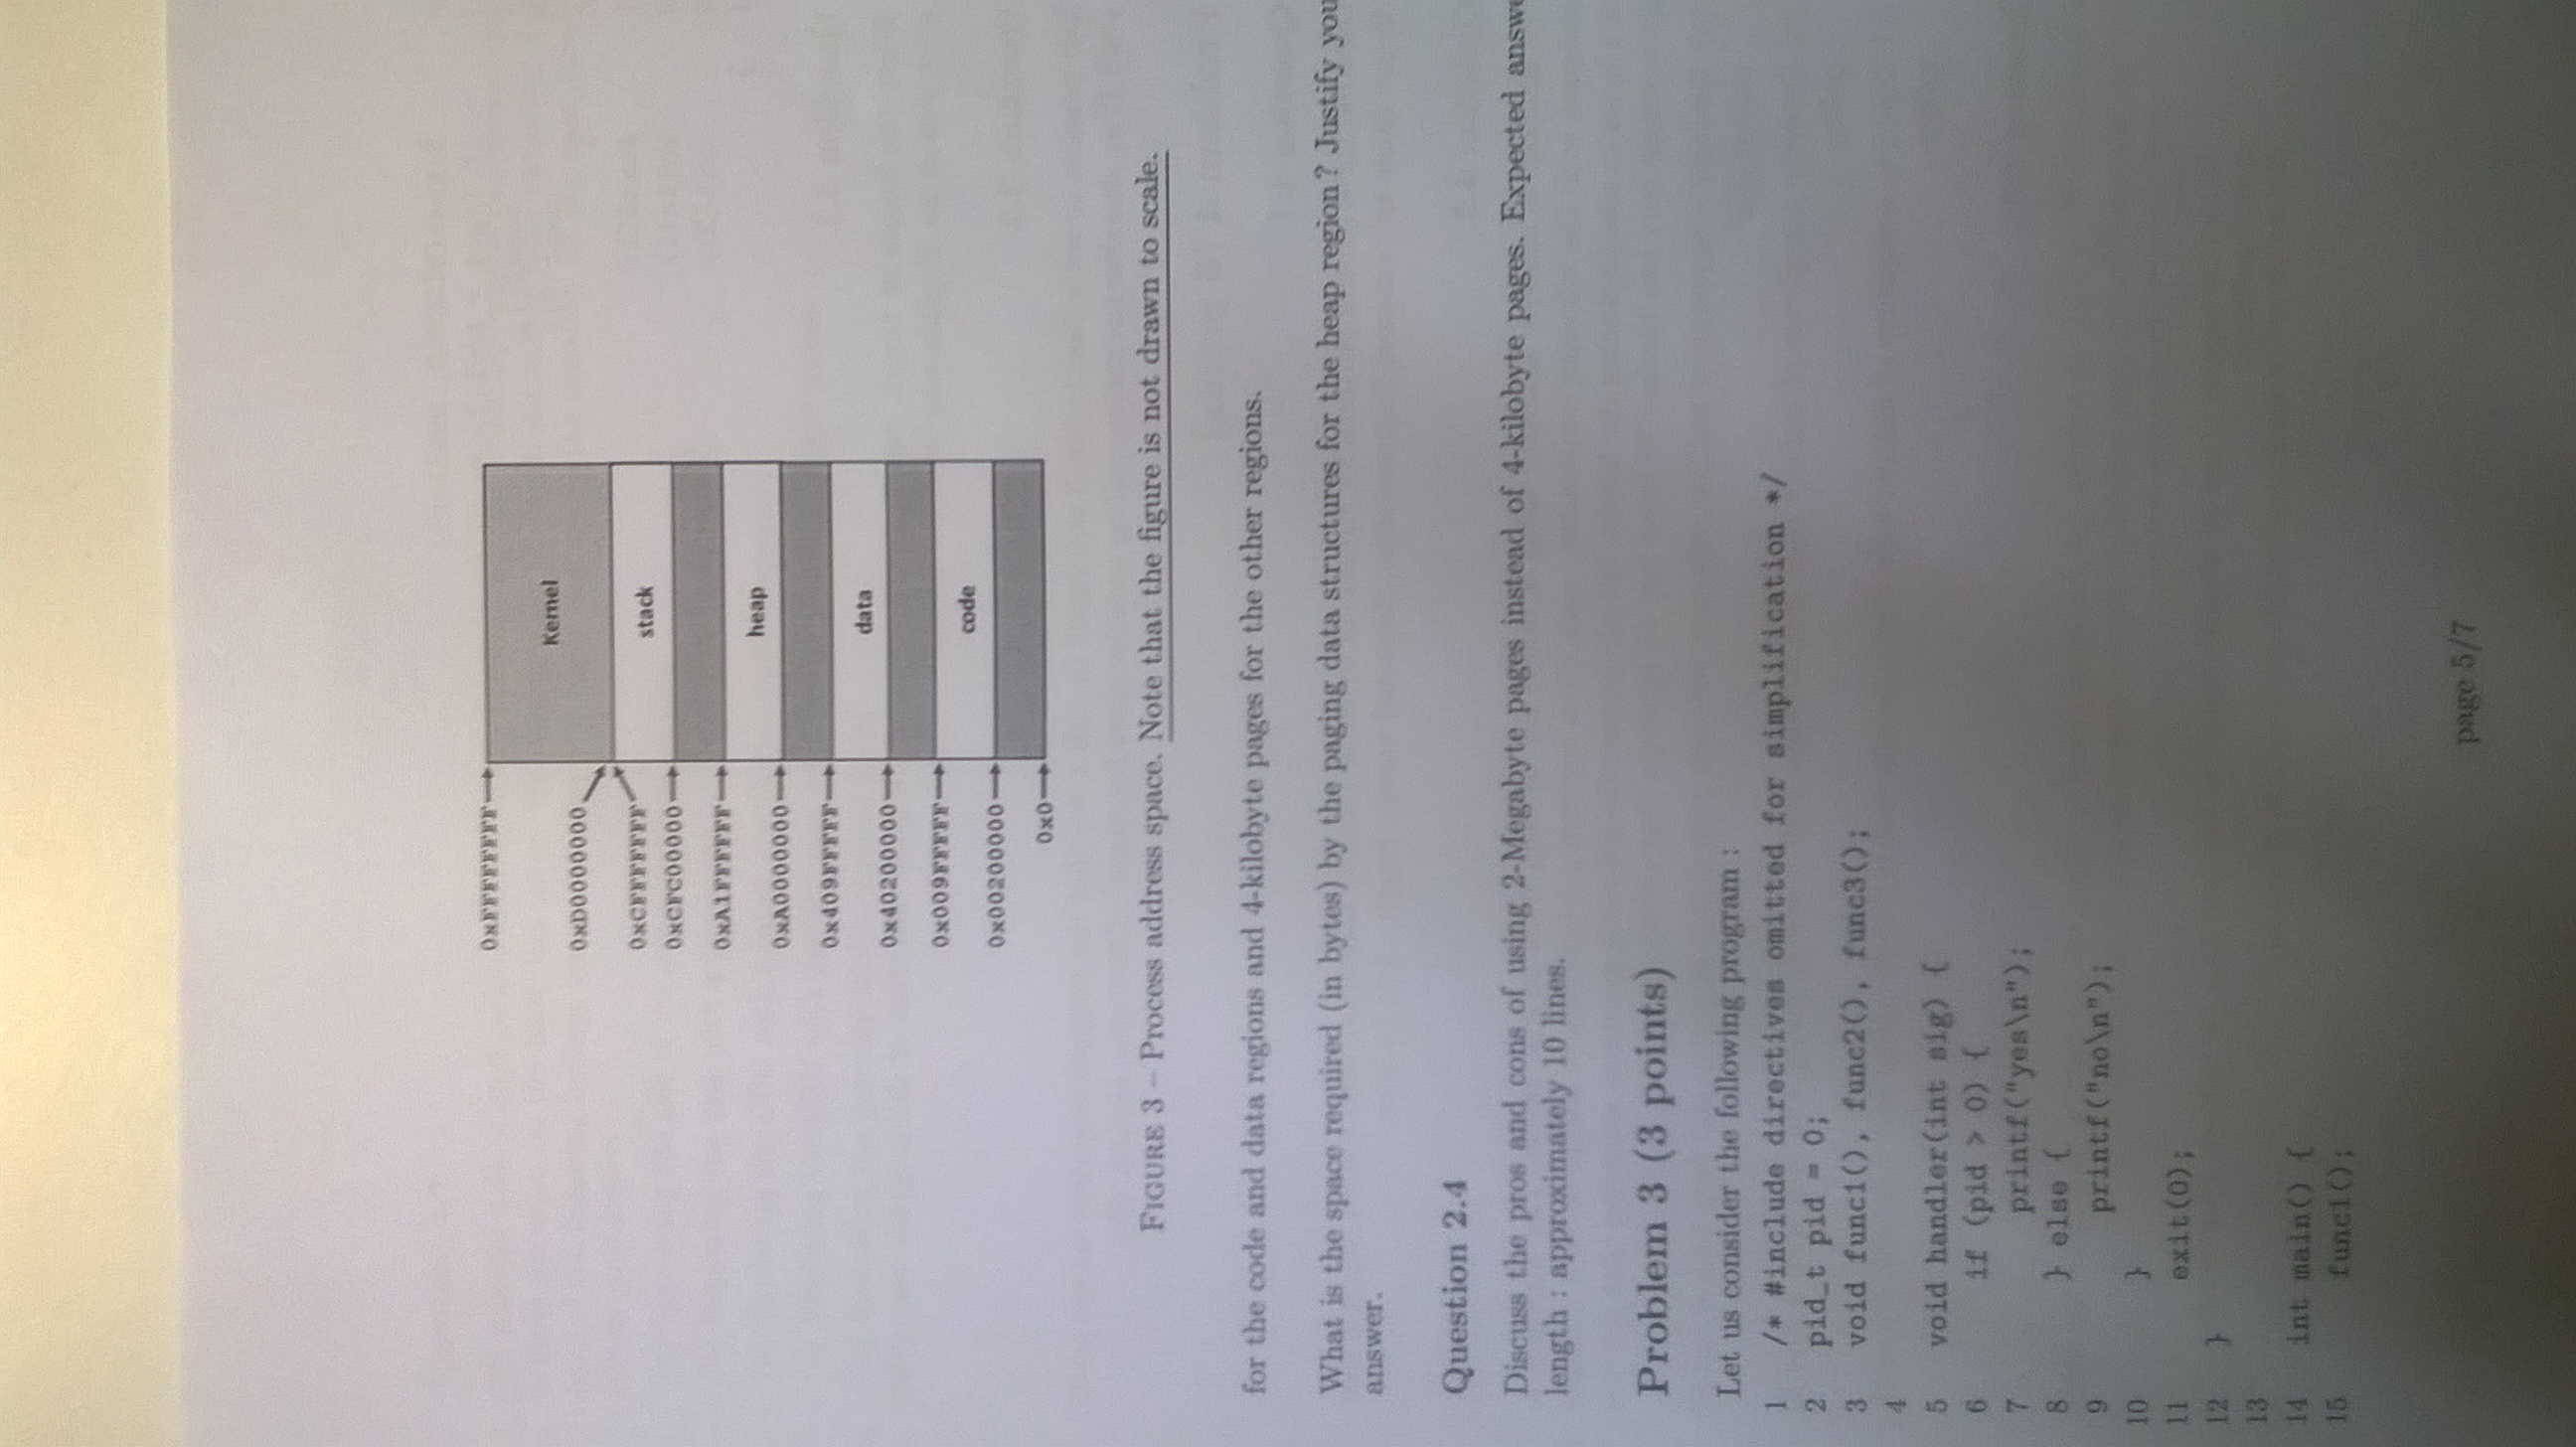 0xFFFFFFFF
Kernel
0xD0000000
0xCFFFFFFF
stack
0xCFC00000
0xA1FFFFFF
heap
0xA0000000
0x409FFFFF
data
0x40200000
0x009FFFFF
code
0x00200000
0x0
FIGURE 3 – Process address space. Note that the figure is not drawn to scale.
for the code and data regions and 4-kilobyte pages for the other regions.
What is the space required (in bytes) by the paging data structures for the heap region? Justify you
answer.
Question 2.4
Discuss the pros and cons of using 2-Megabyte pages instead of 4-kilobyte pages. Expected answ
length : approximately 10 lines.
Problem 3 (3 points)
Let us consider the following program :
1 /* #include directives omitted for simplification */
2 pid_t pid = 0;
3 void func1(), func2(), func3();
4
5 void handler(int sig) {
6 if (pid > 0) {
7 printf("yes\n");
8 } else {
9 printf("no\n");
10 }
11 exit(0);
12 }
13
14 int main() {
15 func1();
page 5/7